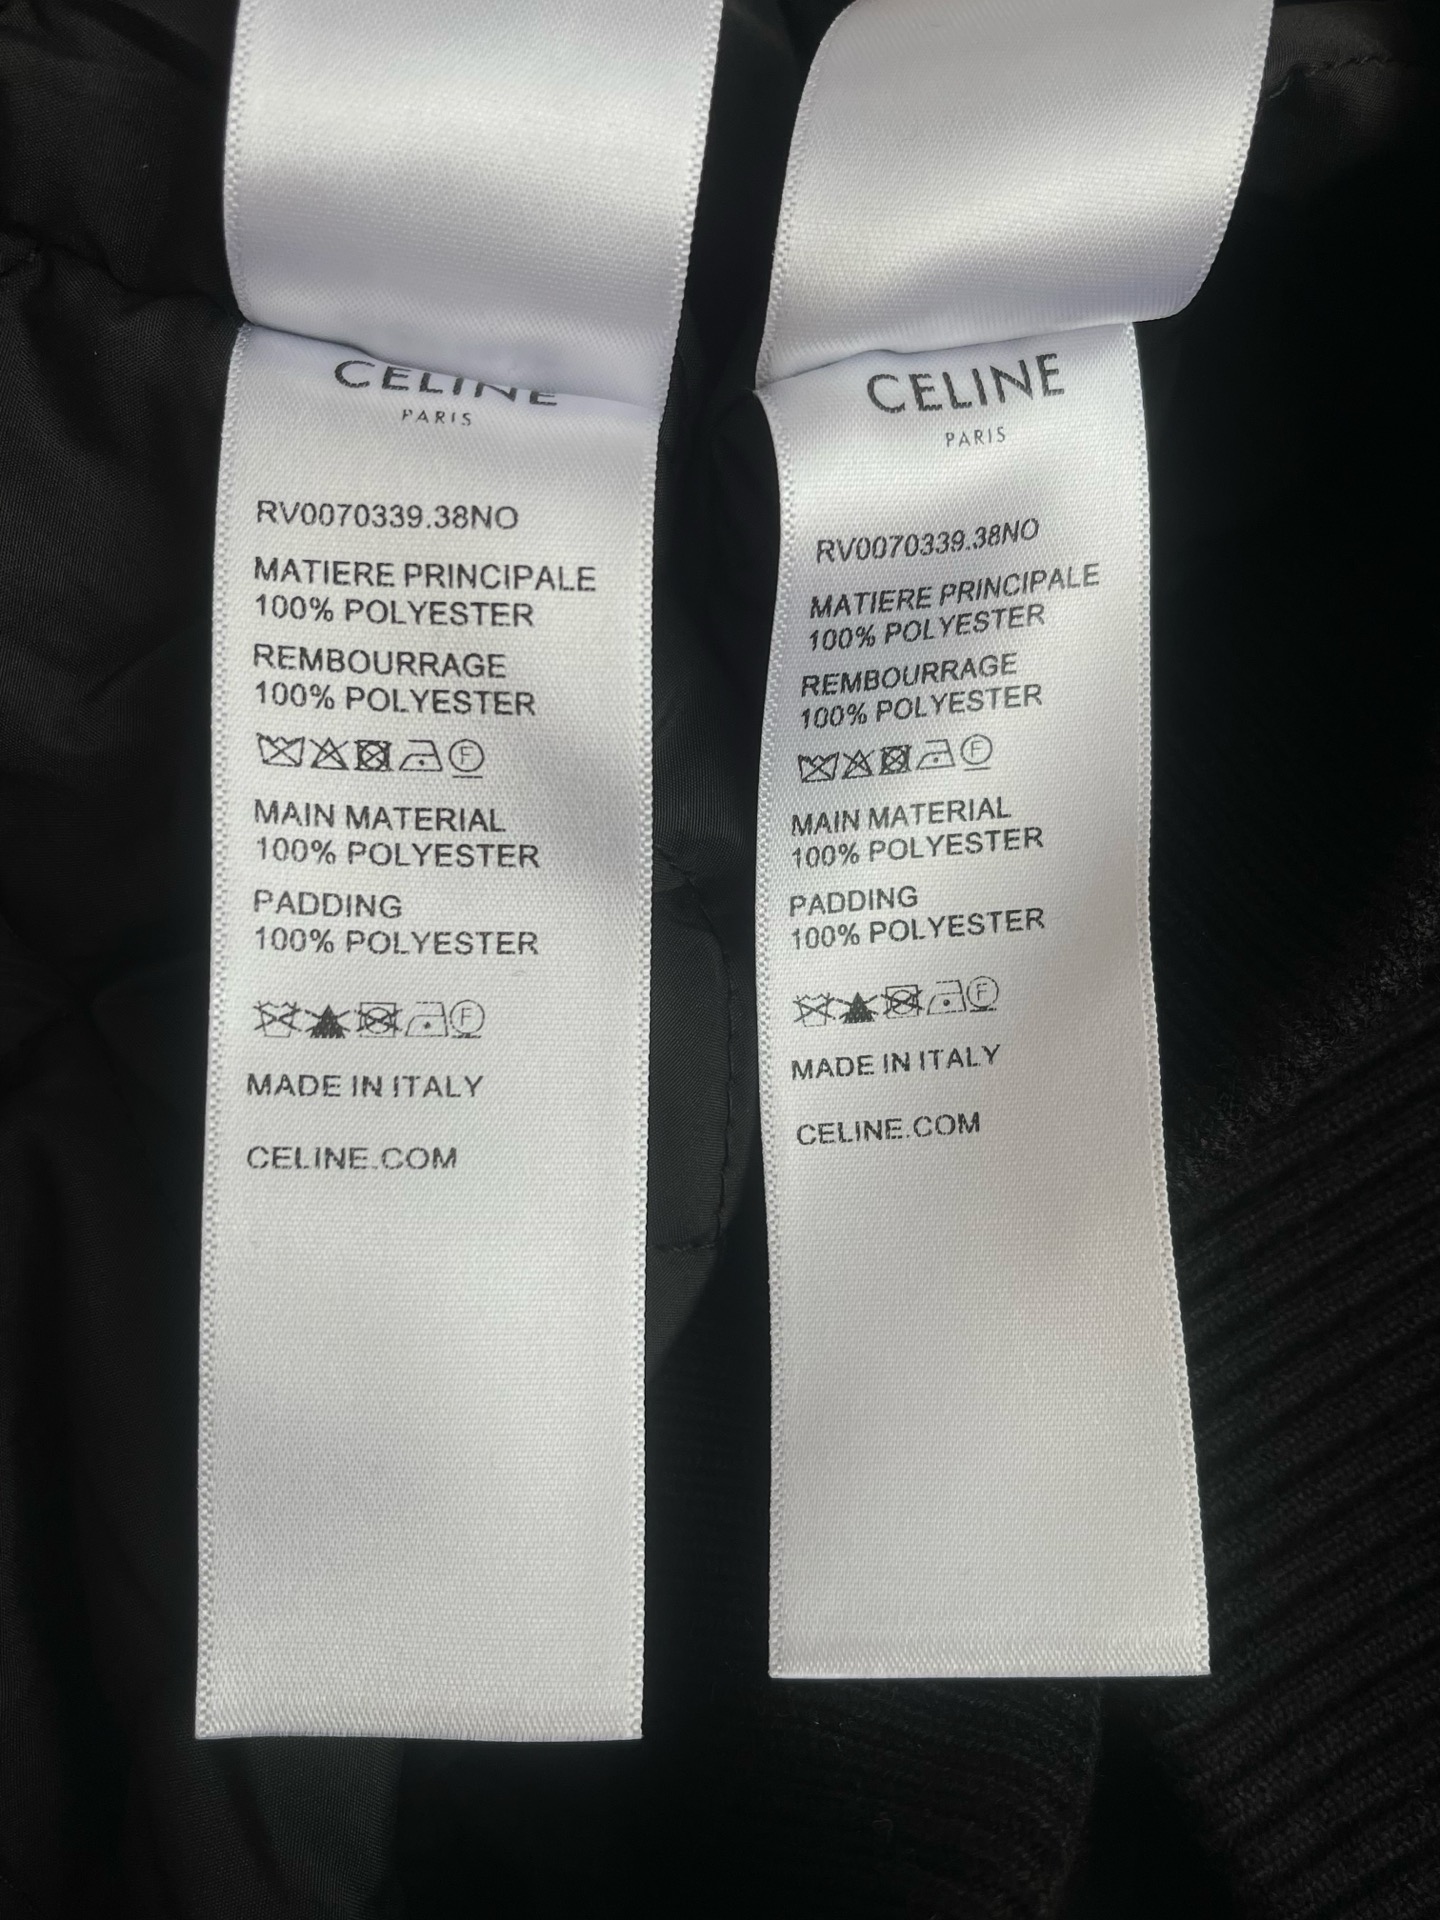 CELINE
PARIS
RV0070339.38NO
MATIERE PRINCIPALE
100% POLYESTER
REMBOURRAGE
100% POLYESTER
F
MAIN MATERIAL
100% POLYESTER
PADDING
100% POLYESTER
F
MADE IN ITALY
CELINE.COM
CELINE
PARIS
RV0070339.38NO
MATIERE PRINCIPALE
100% POLYESTER
REMBOURRAGE
100% POLYESTER
F
MAIN MATERIAL
100% POLYESTER
PADDING
100% POLYESTER
F
MADE IN ITALY
CELINE.COM